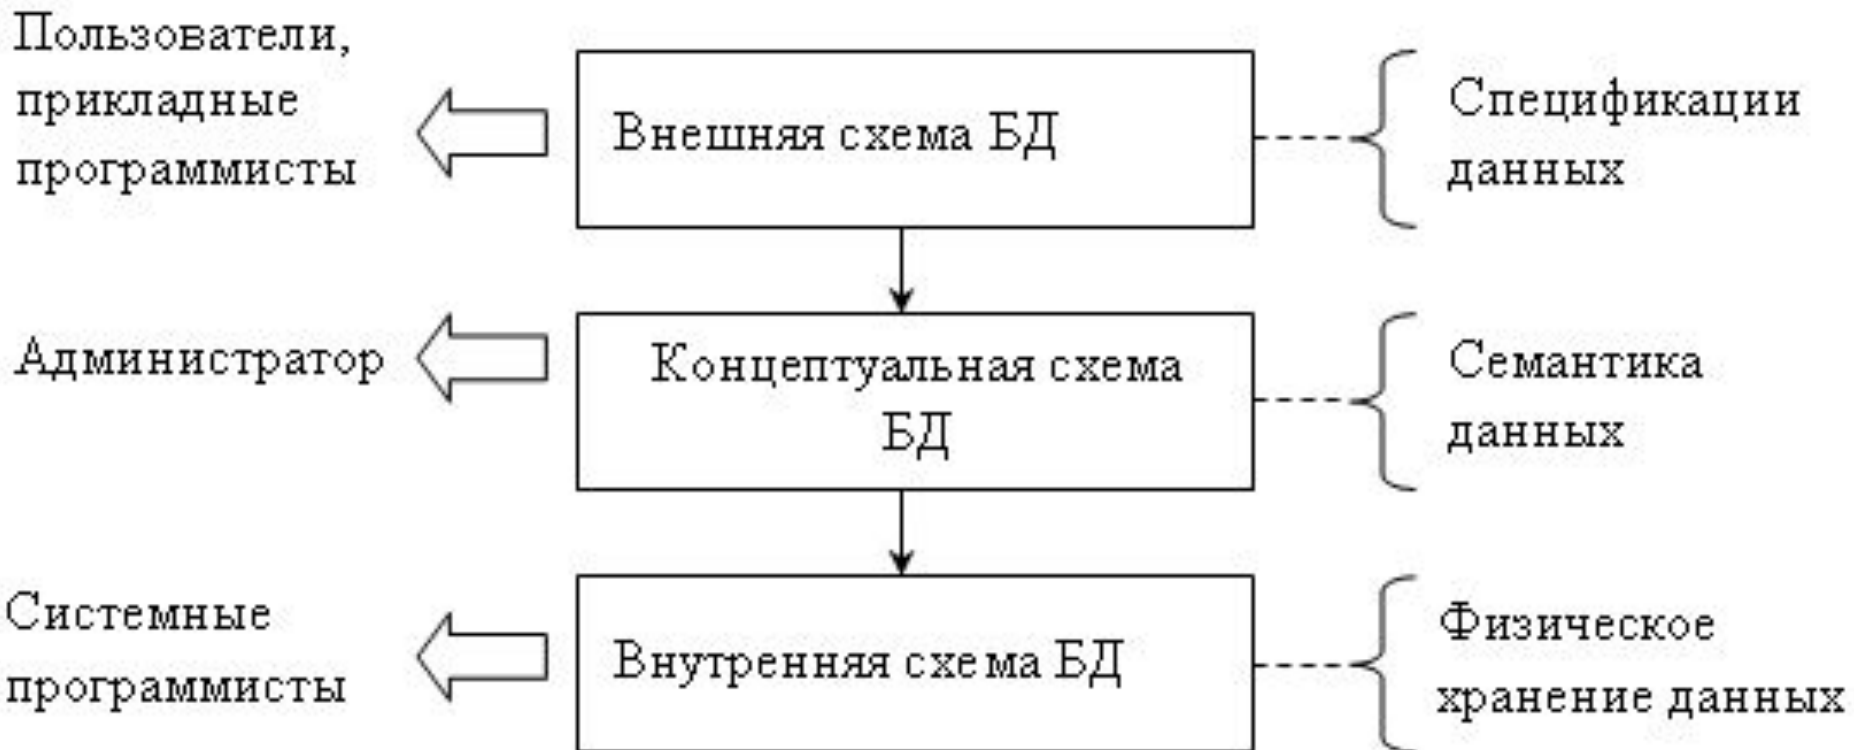 Пользователи,
прикладные
программисты
Внешняя схема БД
Спецификации
данных
Администратор
Концептуальная схема
БД
Семантика
данных
Системные
программисты
Внутренняя схема БД
Физическое
хранение данных